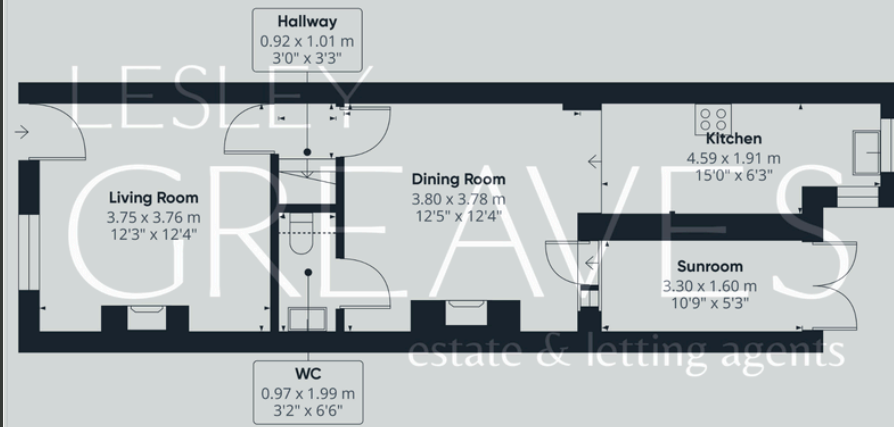 Hallway
0.92 x 1.01 m
3'0" x 3'3"
LESLEY
GREAVES
estate & letting agents
Living Room
3.75 x 3.76 m
12'3" x 12'4"
Dining Room
3.80 x 3.78 m
12'5" x 12'4"
Kitchen
4.59 x 1.91 m
15'0" x 6'3"
Sunroom
3.30 x 1.60 m
10'9" x 5'3"
WC
0.97 x 1.99 m
3'2" x 6'6"